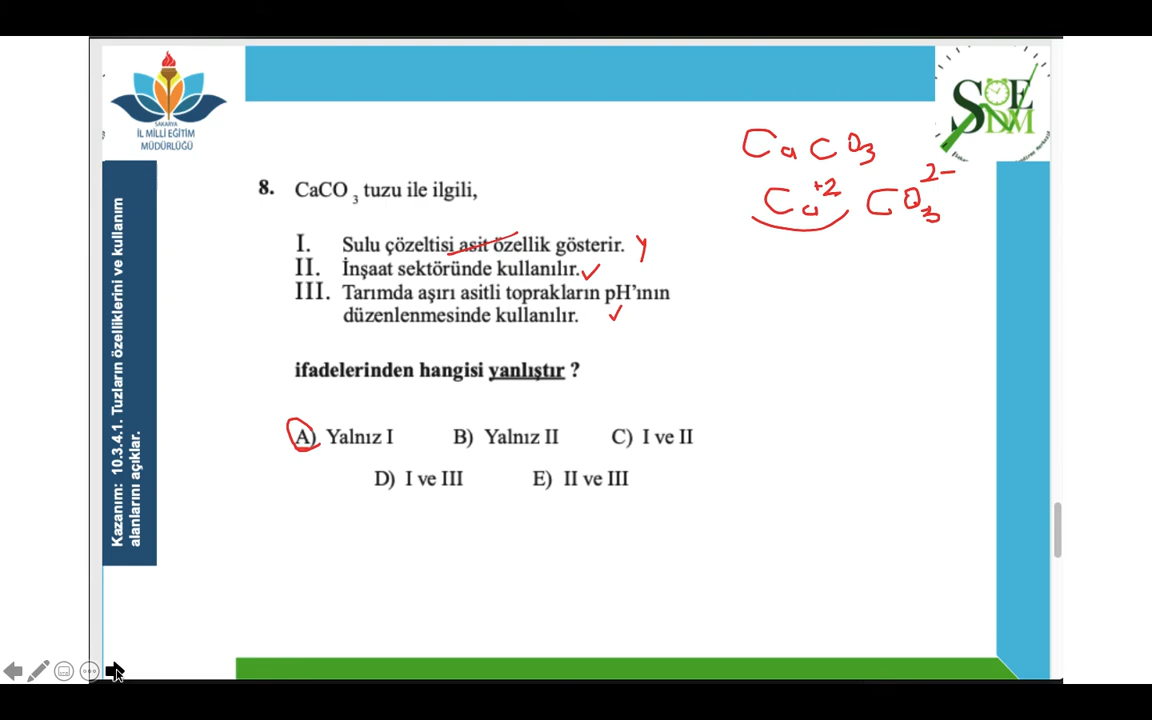 SAKARYA
İL MİLLİ EĞİTİM
MÜDÜRLÜĞÜ
SÖE
DM
CaCO3
Ca+2 CO3 2-
Kazanım: 10.3.4.1. Tuzların özelliklerini ve kullanım
alanlarını açıklar.
8. CaCO3 tuzu ile ilgili,
I. Sulu çözeltisi asit özellik gösterir. y
II. İnşaat sektöründe kullanılır. ✓
III. Tarımda aşırı asitli toprakların pH'ının
düzenlenmesinde kullanılır. ✓
ifadelerinden hangisi yanlıştır ?
A) Yalnız I B) Yalnız II C) I ve II
D) I ve III E) II ve III